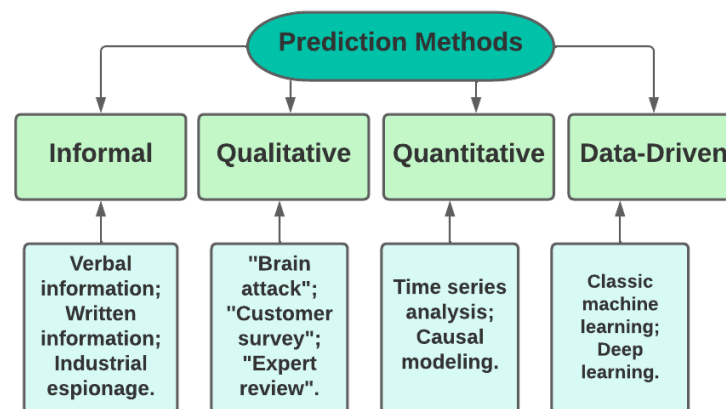 Prediction Methods
Informal
Qualitative
Quantitative
Data-Driven
Verbal
information;
Written
information;
Industrial
espionage.
"Brain
attack";
"Customer
survey";
"Expert
review".
Time series
analysis;
Causal
modeling.
Classic
machine
learning;
Deep
learning.